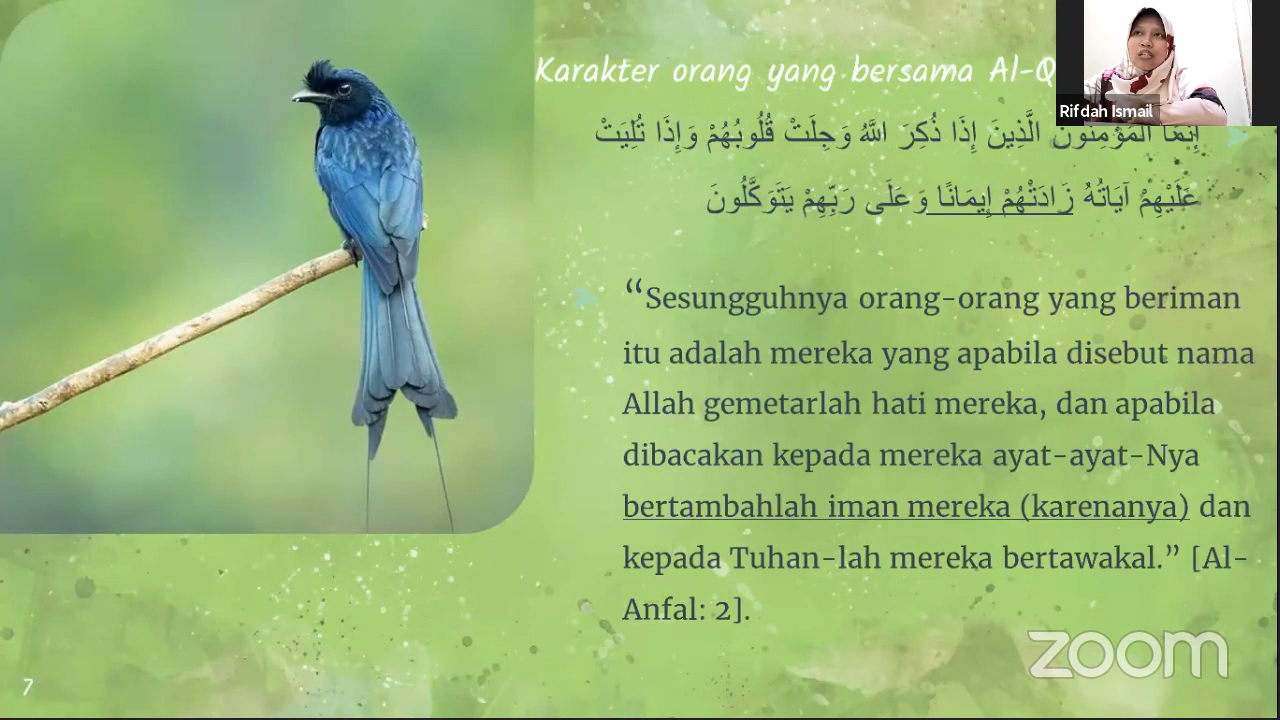 Karakter orang yang bersama Al-Q
Rifdah Ismail
إِنَّمَا الْمُؤْمِنُونَ الَّذِينَ إِذَا ذُكِرَ اللَّهُ وَجِلَتْ قُلُوبُهُمْ وَإِذَا تُلِيَتْ
عَلَيْهِمْ آيَاتُهُ زَادَتْهُمْ إِيمَانًا وَعَلَى رَبِّهِمْ يَتَوَكَّلُونَ
“Sesungguhnya orang-orang yang beriman
itu adalah mereka yang apabila disebut nama
Allah gemetarlah hati mereka, dan apabila
dibacakan kepada mereka ayat-ayat-Nya
bertambahlah iman mereka (karenanya) dan
kepada Tuhan-lah mereka bertawakal.” [Al-
Anfal: 2].
zoom
7